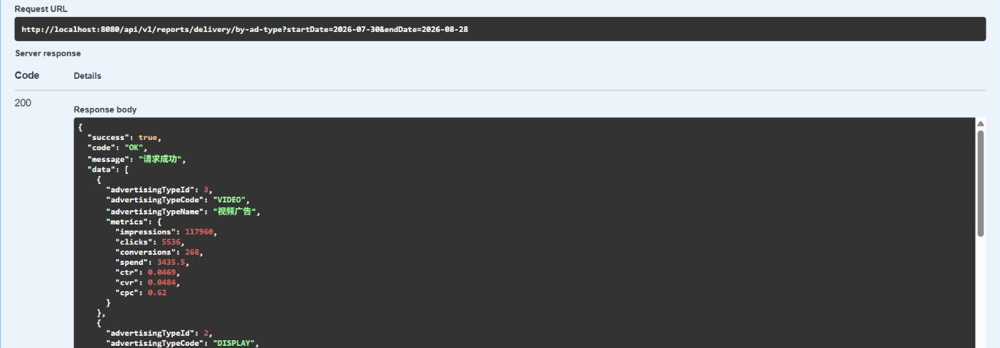 Request URL
http://localhost:8080/api/v1/reports/delivery/by-ad-type?startDate=2026-07-30&endDate=2026-08-28
Server response
Code Details
200
Response body
{
"success": true,
"code": "OK",
"message": "请求成功",
"data": [
{
"advertisingTypeId": 3,
"advertisingTypeCode": "VIDEO",
"advertisingTypeName": "视频广告",
"metrics": {
"impressions": 117960,
"clicks": 5536,
"conversions": 268,
"spend": 3435.5,
"ctr": 0.0469,
"cvr": 0.0484,
"cpc": 0.62
}
},
{
"advertisingTypeId": 2,
"advertisingTypeCode": "DISPLAY",